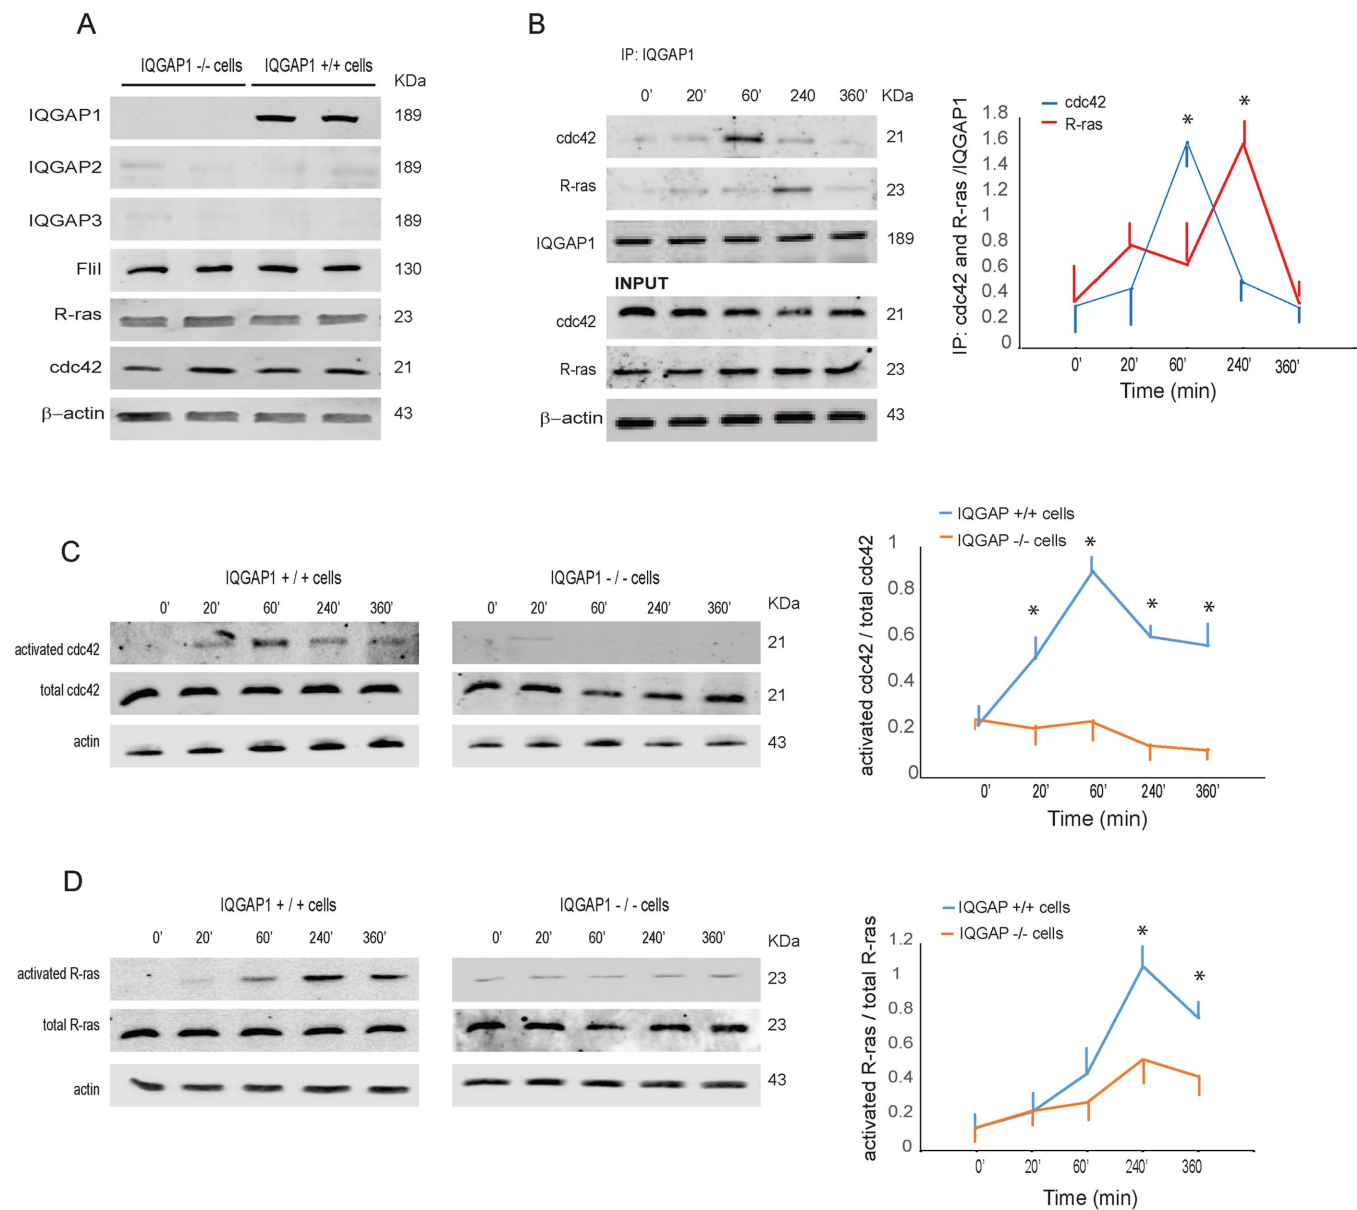 A
IQGAP1 -/- cells IQGAP1 +/+ cells
KDa
IQGAP1 189
IQGAP2 189
IQGAP3 189
FliI 130
R-ras 23
cdc42 21
β–actin 43
B
IP: IQGAP1
0' 20' 60' 240 360' KDa
cdc42 21
R-ras 23
IQGAP1 189
INPUT
cdc42 21
R-ras 23
β–actin 43
cdc42
R-ras
* *
IP: cdc42 and R-ras /IQGAP1
1.8
1.6
1.4
1.2
1
0.8
0.6
0.4
0.2
0
0' 20' 60' 240' 360'
Time (min)
C
IQGAP1 + / + cells IQGAP1 - / - cells
0' 20' 60' 240' 360' 0' 20' 60' 240' 360' KDa
activated cdc42 21
total cdc42 21
actin 43
IQGAP +/+ cells
IQGAP -/- cells
* * * *
activated cdc42 / total cdc42
1
0.8
0.6
0.4
0.2
0
0' 20' 60' 240' 360'
Time (min)
D
IQGAP1 + / + cells IQGAP1 - / - cells
0' 20' 60' 240' 360' 0' 20' 60' 240' 360' KDa
activated R-ras 23
total R-ras 23
actin 43
IQGAP +/+ cells
IQGAP -/- cells
* *
activated R-ras / total R-ras
1.2
1
0.8
0.6
0.4
0.2
0
0' 20' 60' 240' 360
Time (min)